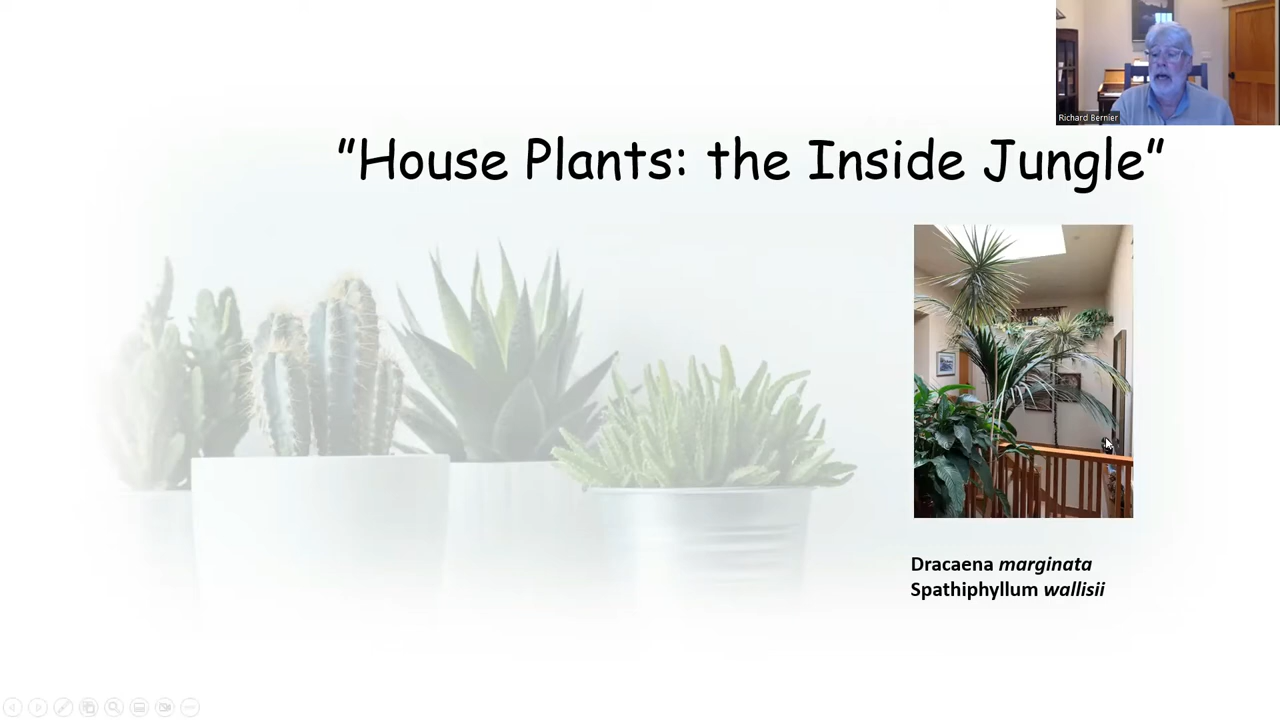 Richard Bernier
"House Plants: the Inside Jungle"
Dracaena marginata
Spathiphyllum wallisii